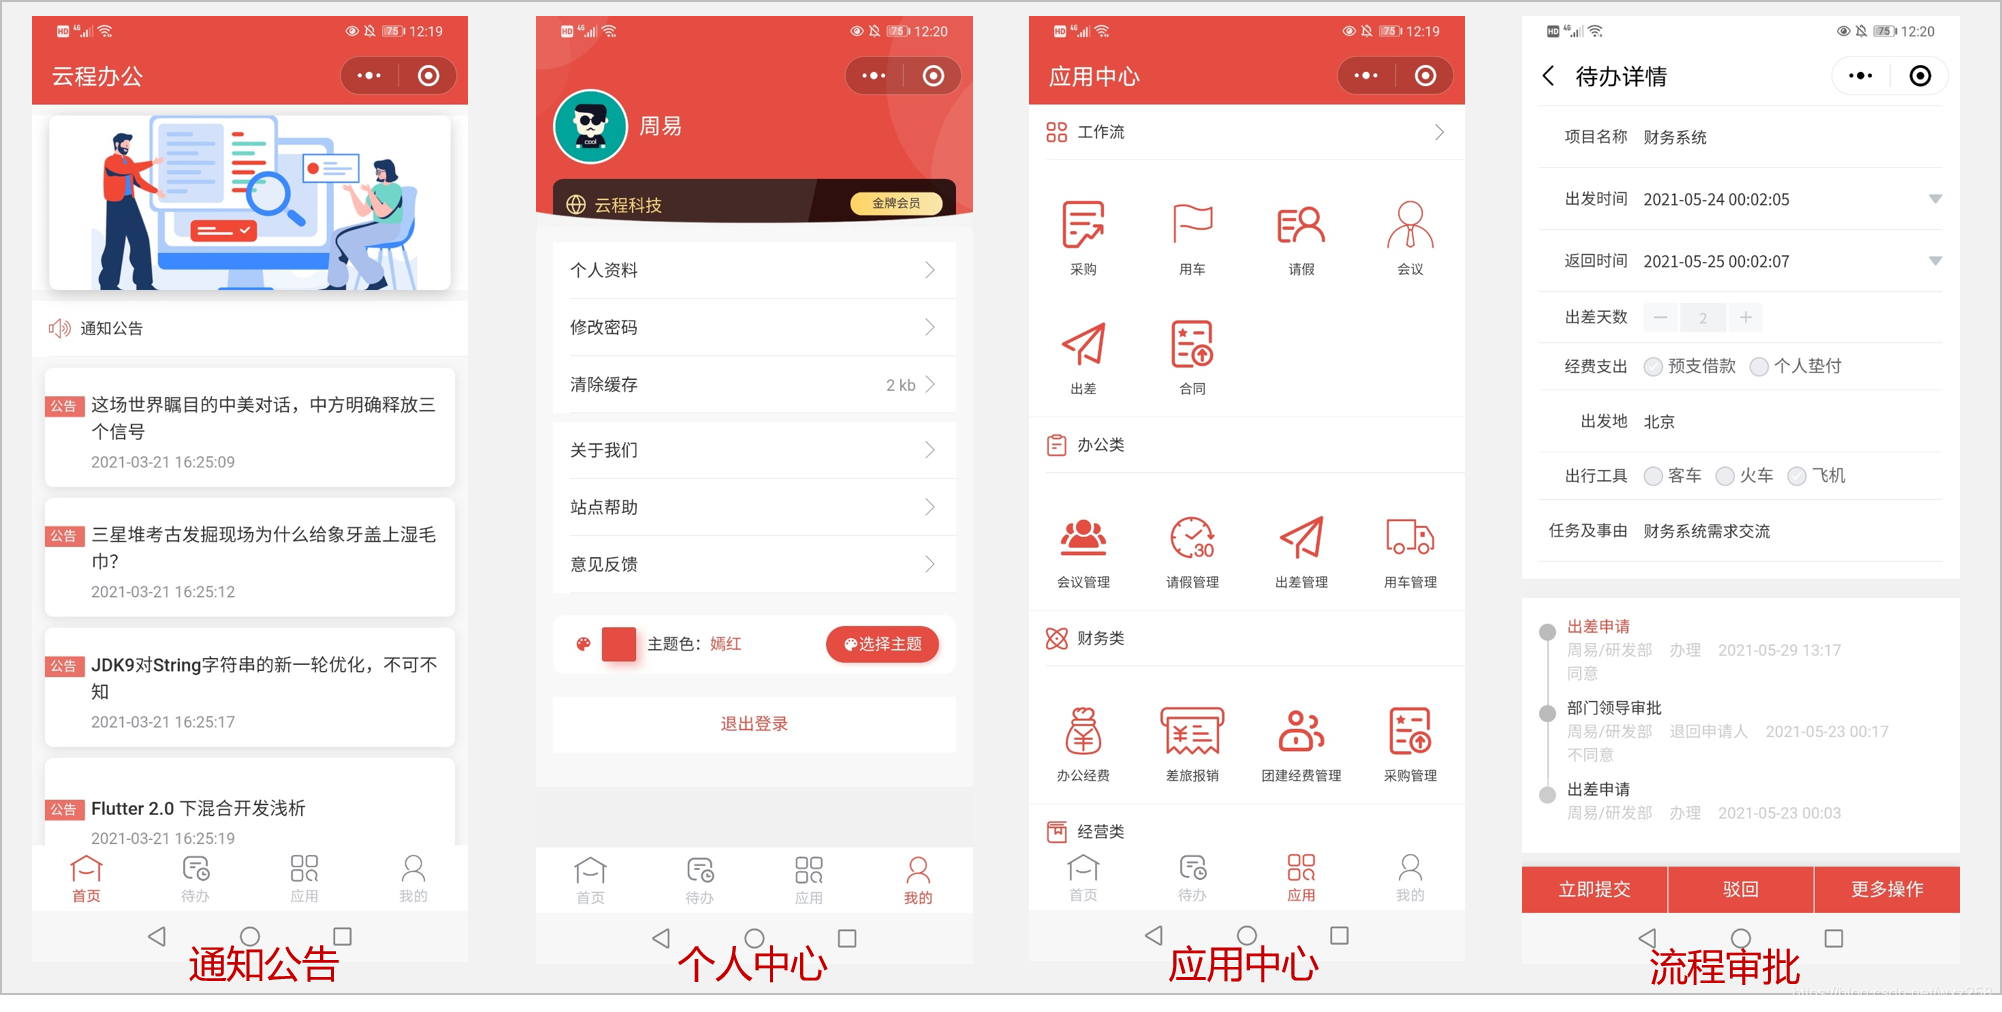 HD 4G 75 12:19
云程办公
通知公告
公告
这场世界瞩目的中美对话，中方明确释放三
个信号
2021-03-21 16:25:09
公告
三星堆考古发掘现场为什么给象牙盖上湿毛
巾?
2021-03-21 16:25:12
公告
JDK9对String字符串的新一轮优化，不可不
知
2021-03-21 16:25:17
公告
Flutter 2.0 下混合开发浅析
2021-03-21 16:25:19
首页 待办 应用 我的
通知公告
HD 4G 75 12:20
COOL
周易
云程科技 金牌会员
个人资料
修改密码
清除缓存 2 kb
关于我们
站点帮助
意见反馈
主题色：嫣红 选择主题
退出登录
首页 待办 应用 我的
个人中心
HD 4G 75 12:19
应用中心
工作流
采购 用车 请假 会议
出差 合同
办公类
30
会议管理 请假管理 出差管理 用车管理
财务类
办公经费 差旅报销 团建经费管理 采购管理
经营类
首页 待办 应用 我的
应用中心
HD 4G 75 12:20
待办详情
项目名称 财务系统
出发时间 2021-05-24 00:02:05
返回时间 2021-05-25 00:02:07
出差天数 − 2 +
经费支出 预支借款 个人垫付
出发地 北京
出行工具 客车 火车 飞机
任务及事由 财务系统需求交流
出差申请
周易/研发部 办理 2021-05-29 13:17
同意
部门领导审批
周易/研发部 退回申请人 2021-05-23 00:17
不同意
出差申请
周易/研发部 办理 2021-05-23 00:03
立即提交 驳回 更多操作
流程审批